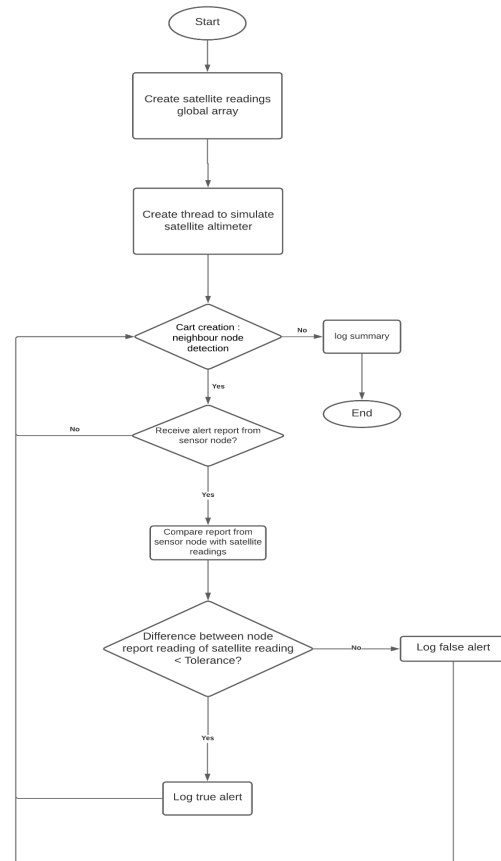 Start
Create satellite readings
global array
Create thread to simulate
satellite altimeter
Cart creation :
neighbour node
detection
No
log summary
Yes
End
Receive alert report from
sensor node?
No
Yes
Compare report from
sensor node with satellite
readings
Difference between node
report reading of satellite reading
< Tolerance?
No
Log false alert
Yes
Log true alert